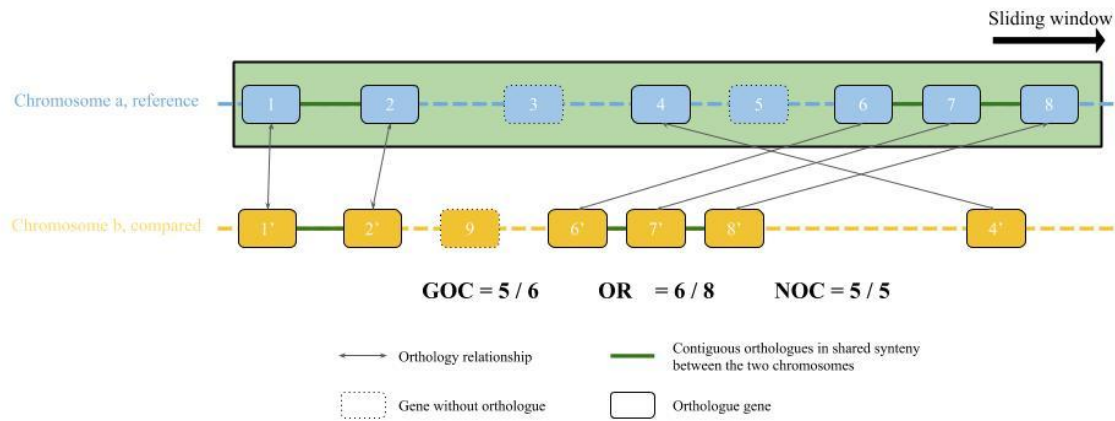 Sliding window
Chromosome a, reference
1 2 3 4 5 6 7 8
Chromosome b, compared
1' 2' 9 6' 7' 8' 4'
GOC = 5 / 6 OR = 6 / 8 NOC = 5 / 5
Orthology relationship
Contiguous orthologues in shared synteny
between the two chromosomes
Gene without orthologue
Orthologue gene